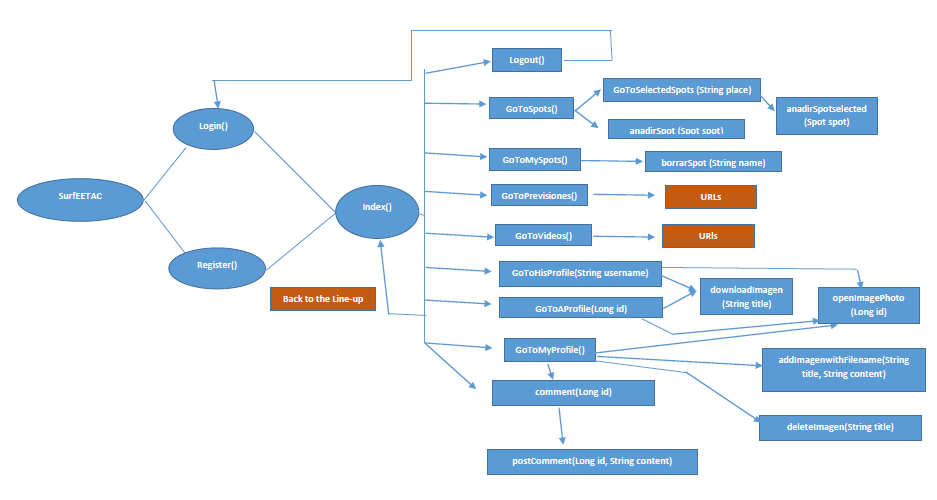 Logout()
GoToSelectedSpots (String place)
GoToSpots()
anadirSpotselected
(Spot spot)
Login()
anadirSpot (Spot spot)
GoToMySpots()
borrarSpot (String name)
SurfEETAC
GoToPrevisiones()
URLs
Index()
GoToVideos()
URls
Register()
GoToHisProfile(String username)
downloadImagen
(String title)
openImagePhoto
(Long id)
Back to the Line-up
GoToAProfile(Long id)
GoToMyProfile()
addImagenwithFilename(String
title, String content)
comment(Long id)
deleteImagen(String title)
postComment(Long id, String content)